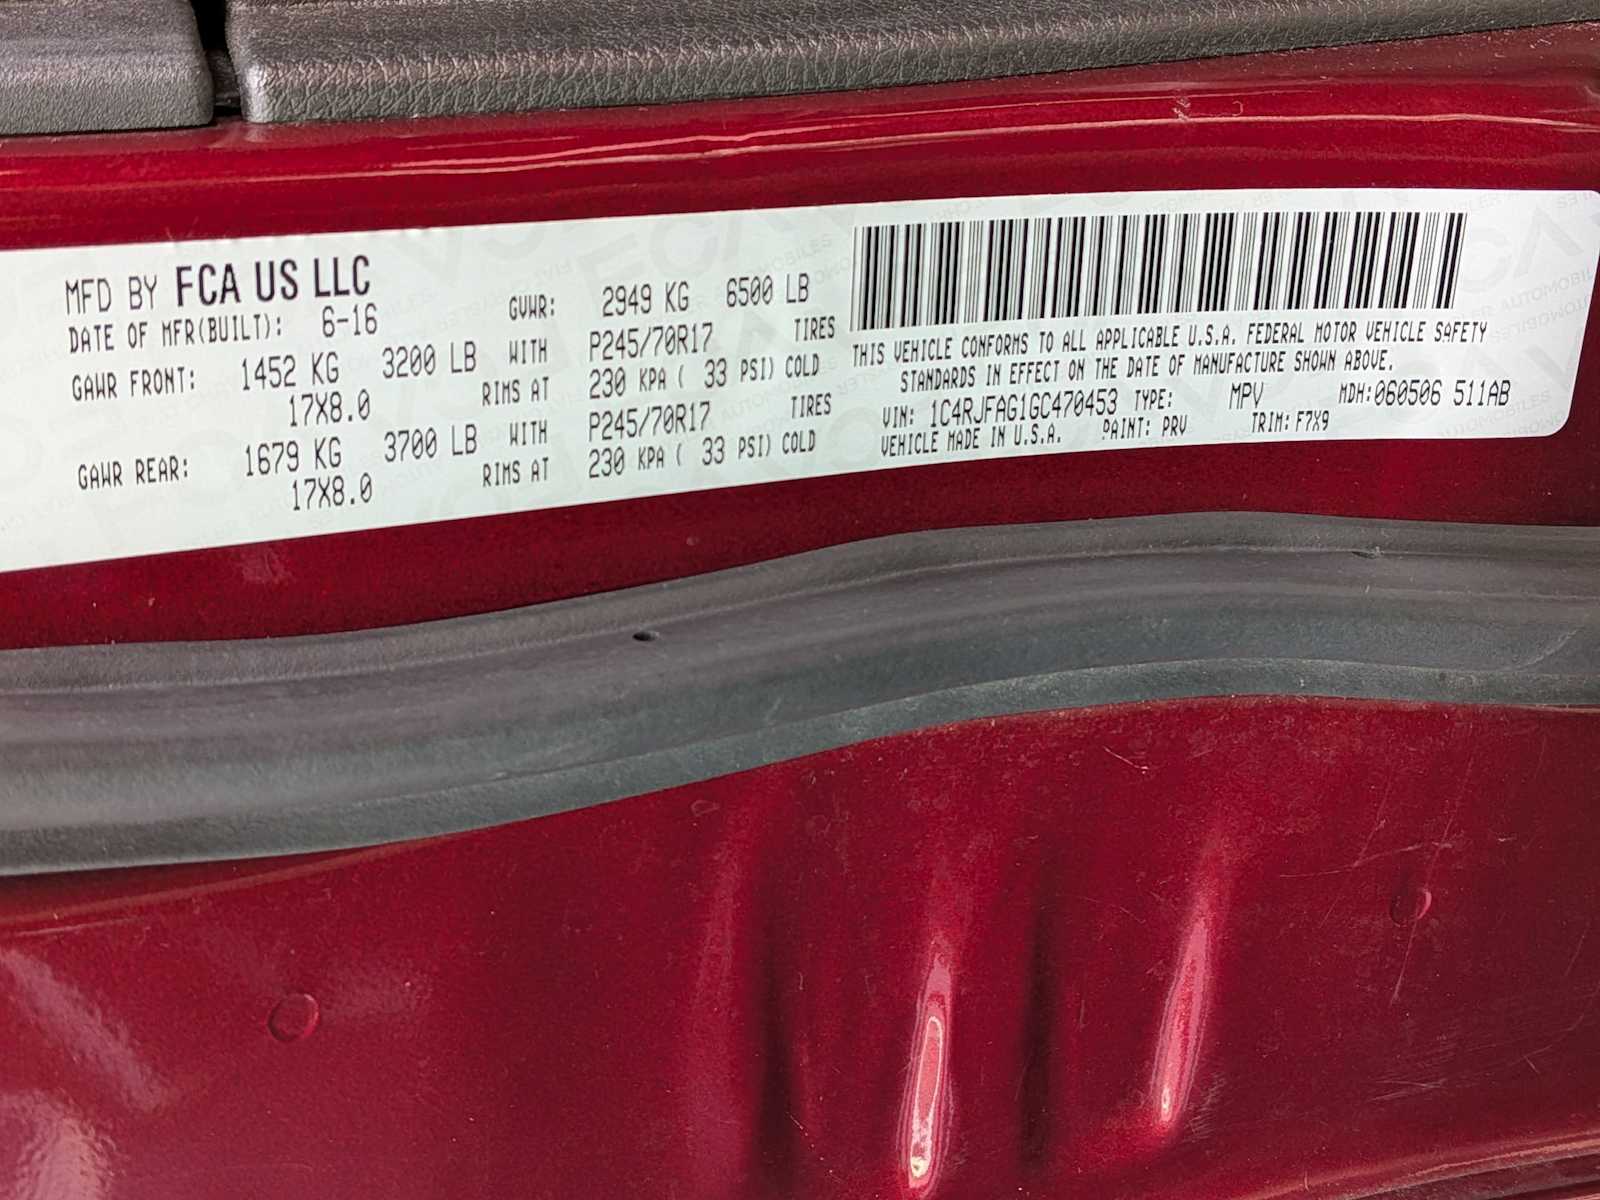 MFD BY FCA US LLC
DATE OF MFR(BUILT): 6-16 GVWR: 2949 KG 6500 LB
GAWR FRONT: 1452 KG 3200 LB WITH P245/70R17 TIRES
17X8.0 RIMS AT 230 KPA ( 33 PSI) COLD
GAWR REAR: 1679 KG 3700 LB WITH P245/70R17 TIRES
17X8.0 RIMS AT 230 KPA ( 33 PSI) COLD
THIS VEHICLE CONFORMS TO ALL APPLICABLE U.S.A. FEDERAL MOTOR VEHICLE SAFETY
STANDARDS IN EFFECT ON THE DATE OF MANUFACTURE SHOWN ABOVE.
VIN: 1C4RJFAG1GC470453 TYPE: MPV MDH:060506 511AB
VEHICLE MADE IN U.S.A. PAINT: PRV TRIM: F7X9